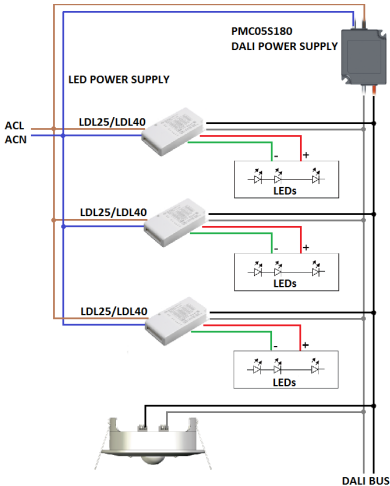 PMC05S180
DALI POWER SUPPLY
LED POWER SUPPLY
ACL
ACN
LDL25/LDL40
- +
LEDs
LDL25/LDL40
- +
LEDs
LDL25/LDL40
- +
LEDs
DALI BUS